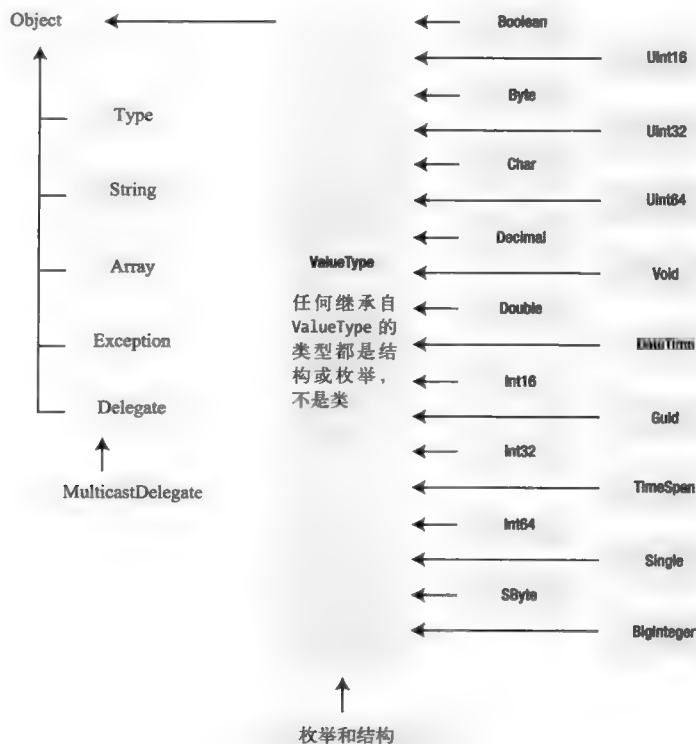 Object
Boolean
Uint16
Type
Byte
Uint32
String
Char
Uint64
Array
Decimal
ValueType
Void
任何继承自
ValueType 的
类型都是结
构或枚举，
不是类
Double
Exception
DateTime
Int16
Delegate
Guid
Int32
MulticastDelegate
TimeSpan
Int64
Single
SByte
BigInteger
枚举和结构